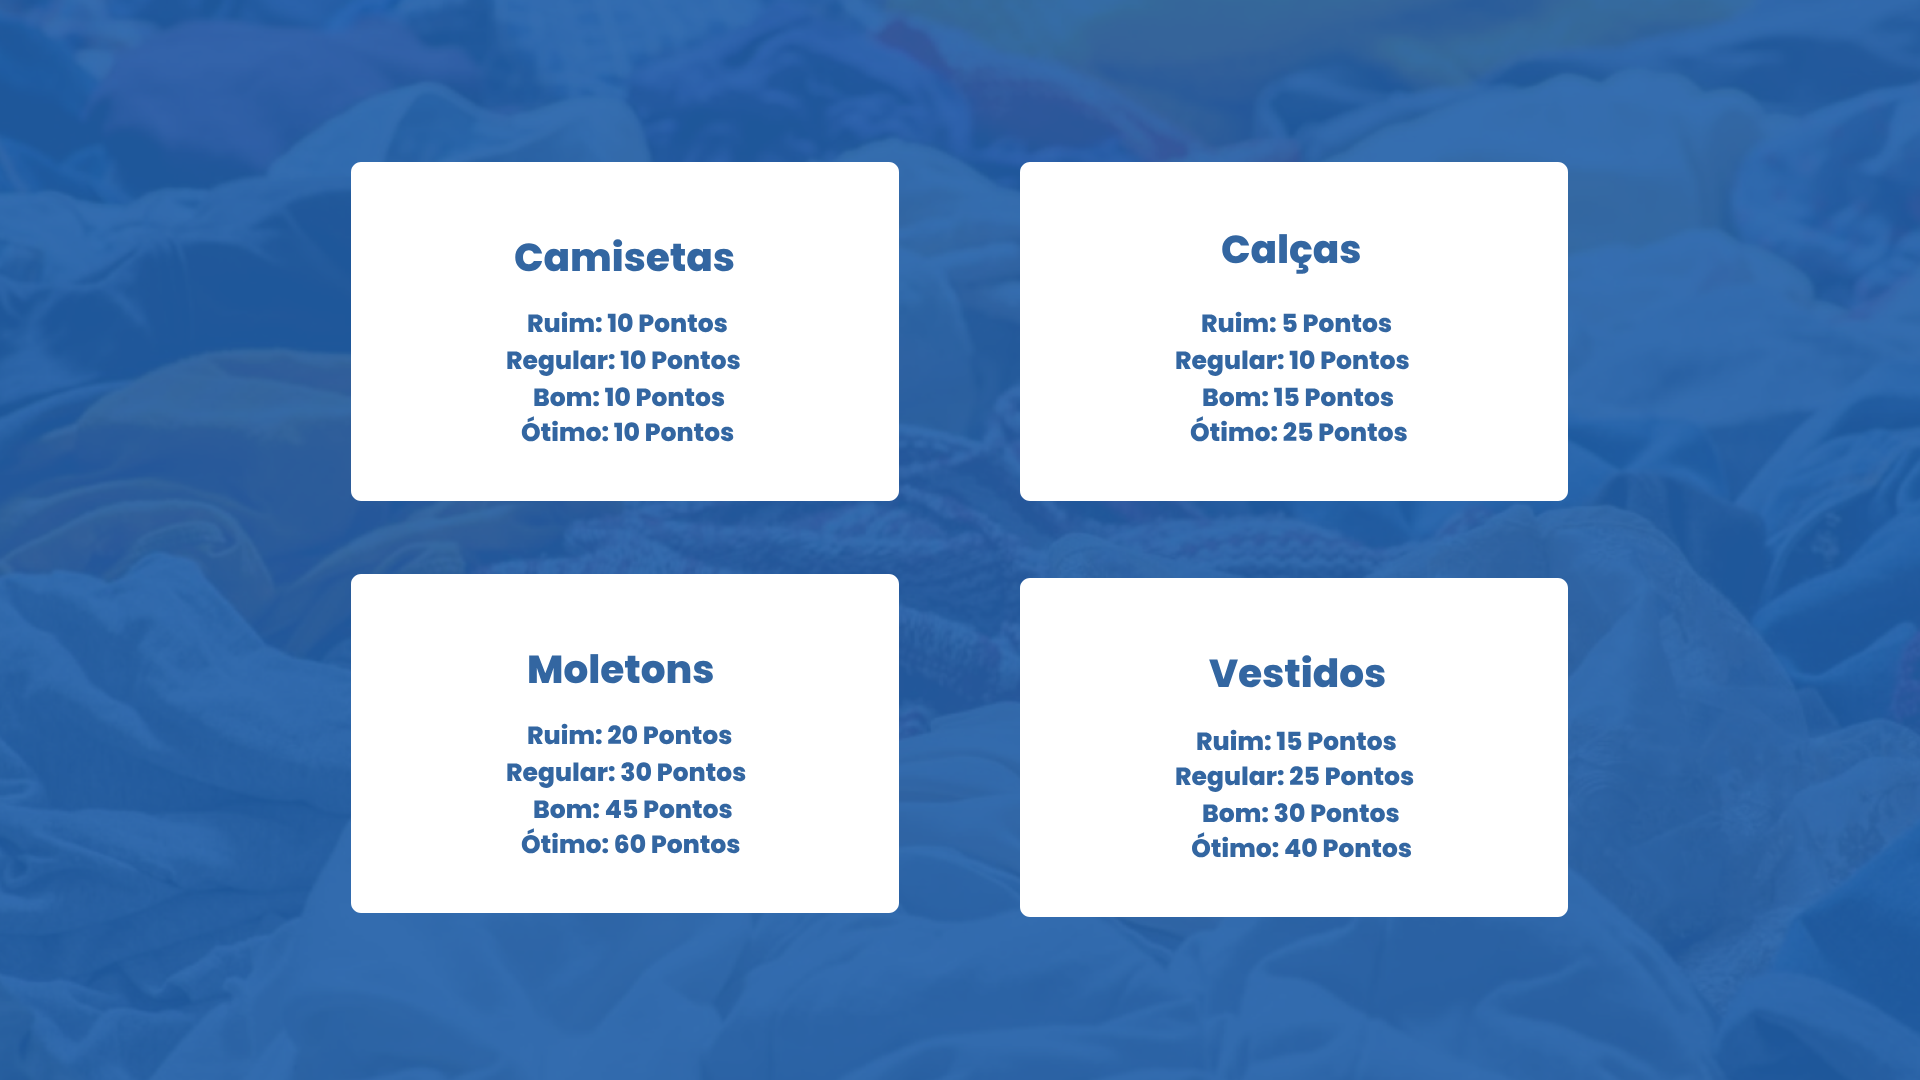 Camisetas
Ruim: 10 Pontos
Regular: 10 Pontos
Bom: 10 Pontos
Ótimo: 10 Pontos
Calças
Ruim: 5 Pontos
Regular: 10 Pontos
Bom: 15 Pontos
Ótimo: 25 Pontos
Moletons
Ruim: 20 Pontos
Regular: 30 Pontos
Bom: 45 Pontos
Ótimo: 60 Pontos
Vestidos
Ruim: 15 Pontos
Regular: 25 Pontos
Bom: 30 Pontos
Ótimo: 40 Pontos